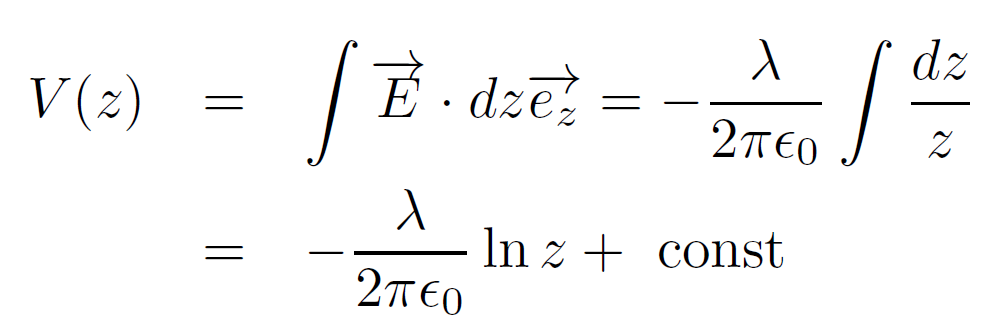 V(z) = ∫ E⃗ · dz e⃗_z = − λ/(2πϵ₀) ∫ dz/z
= − λ/(2πϵ₀) ln z + const